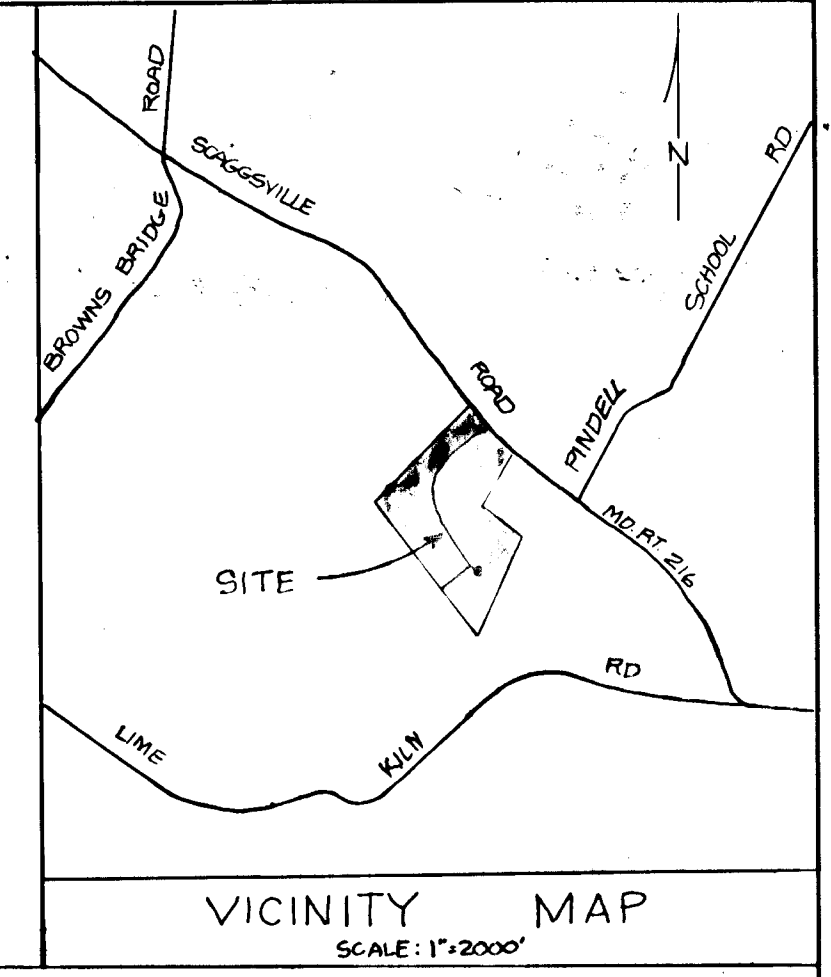 BROWNS BRIDGE ROAD
SCAGGSVILLE ROAD
N
PINDELL SCHOOL RD
MD. RT. 216
SITE
LIME KILN RD
VICINITY MAP
SCALE: 1"=2000'